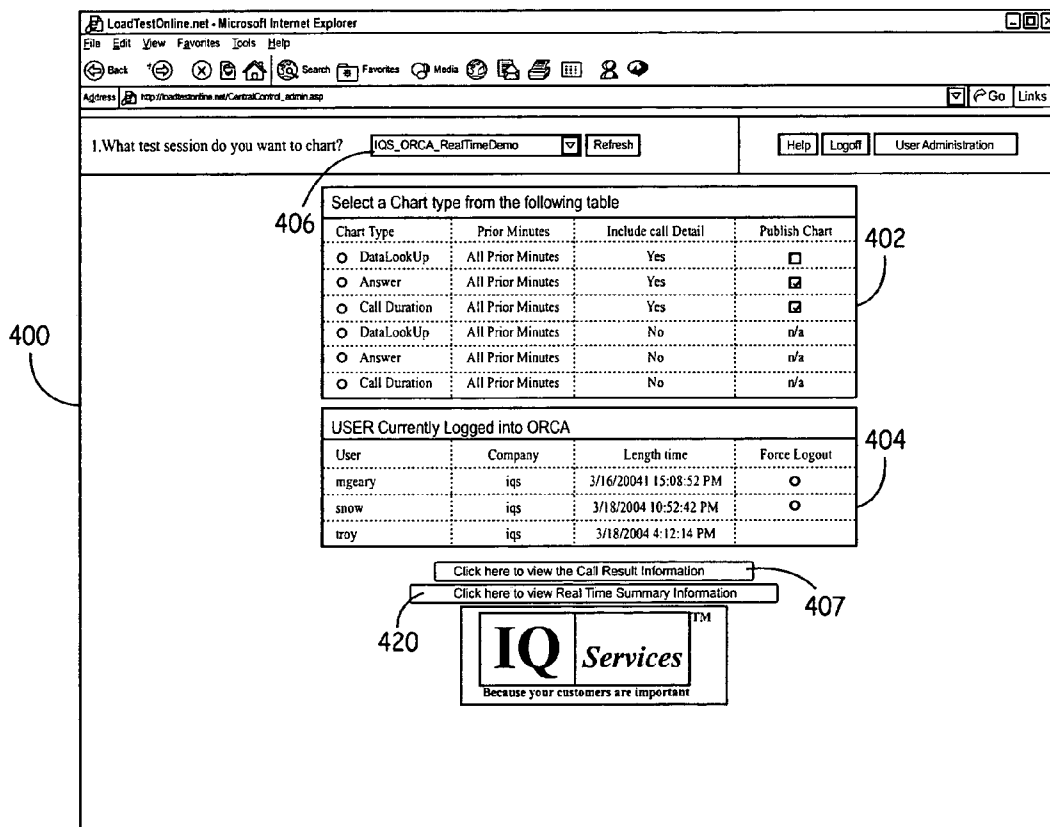 LoadTestOnline.net - Microsoft Internet Explorer
File Edit View Favorites Tools Help
Back Search Favorites Media
Address http://loadtestonline.net/CentralControl_admin.asp Go Links
1.What test session do you want to chart? IQS_ORCA_RealTimeDemo Refresh Help Logoff User Administration
406
Select a Chart type from the following table
Chart Type Prior Minutes Include call Detail Publish Chart
402
DataLookUp All Prior Minutes Yes
Answer All Prior Minutes Yes
Call Duration All Prior Minutes Yes
DataLookUp All Prior Minutes No n/a
400
Answer All Prior Minutes No n/a
Call Duration All Prior Minutes No n/a
USER Currently Logged into ORCA
404
User Company Length time Force Logout
mgeary iqs 3/16/20041 15:08:52 PM
snow iqs 3/18/2004 10:52:42 PM
troy iqs 3/18/2004 4:12:14 PM
Click here to view the Call Result Information
407
Click here to view Real Time Summary Information
420
IQ Services TM
Because your customers are important